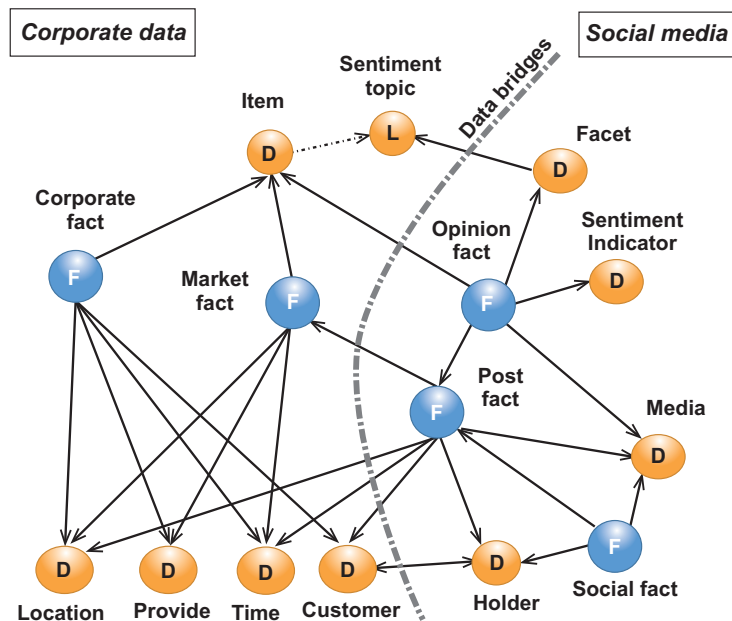 Corporate data
Social media
Sentiment
topic
Data bridges
Item
L
Facet
D
D
Corporate
fact
Opinion
fact
Sentiment
Indicator
F
Market
fact
F
F
D
Post
fact
F
Media
D
F
D
D
D
D
D
Social fact
Location
Provide
Time
Customer
Holder